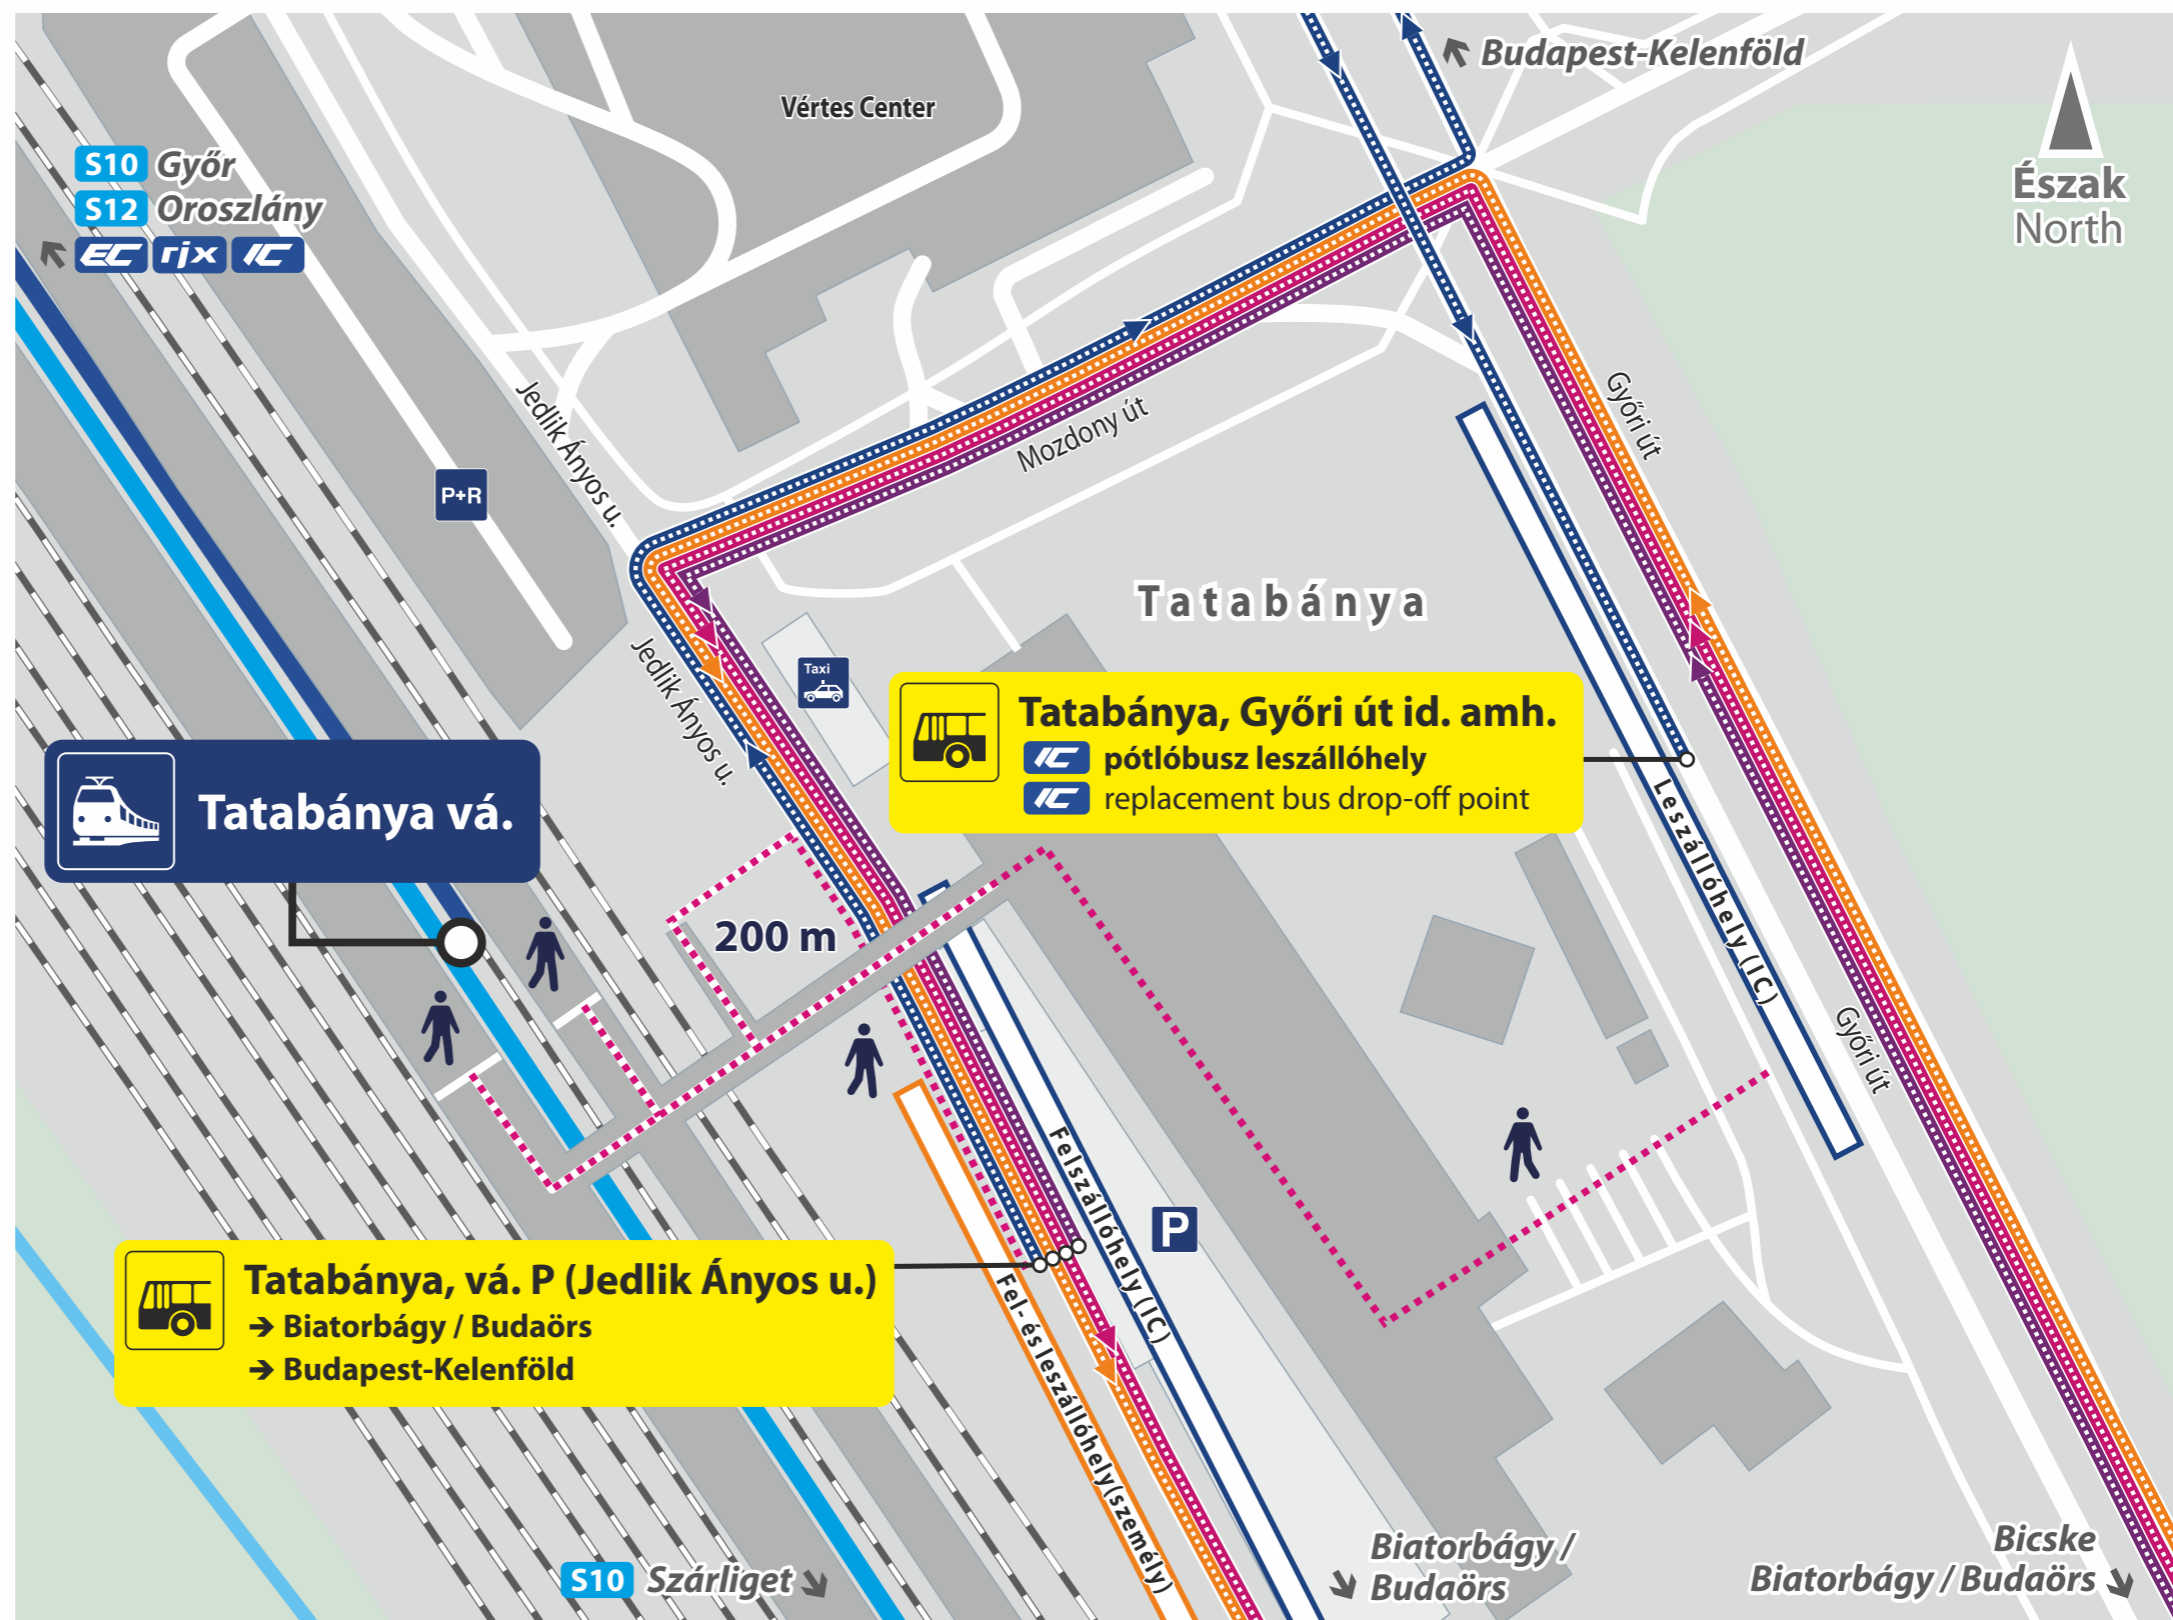 Budapest-Kelenföld
Vértes Center
S10 Győr
S12 Oroszlány
EC rjx IC
Észak
North
Jedlik Ányos u.
Mozdony út
Győri út
P+R
Tatabánya
Jedlik Ányos u.
Taxi
Tatabánya, Győri út id. amh.
IC pótlóbusz leszállóhely
IC replacement bus drop-off point
Tatabánya vá.
Leszállóhely (IC)
200 m
Győri út
Felszállóhely (IC)
P
Tatabánya, vá. P (Jedlik Ányos u.)
➔ Biatorbágy / Budaörs
➔ Budapest-Kelenföld
Fel- és leszállóhely (személy)
S10 Szárliget
Biatorbágy /
Budaörs
Bicske
Biatorbágy / Budaörs